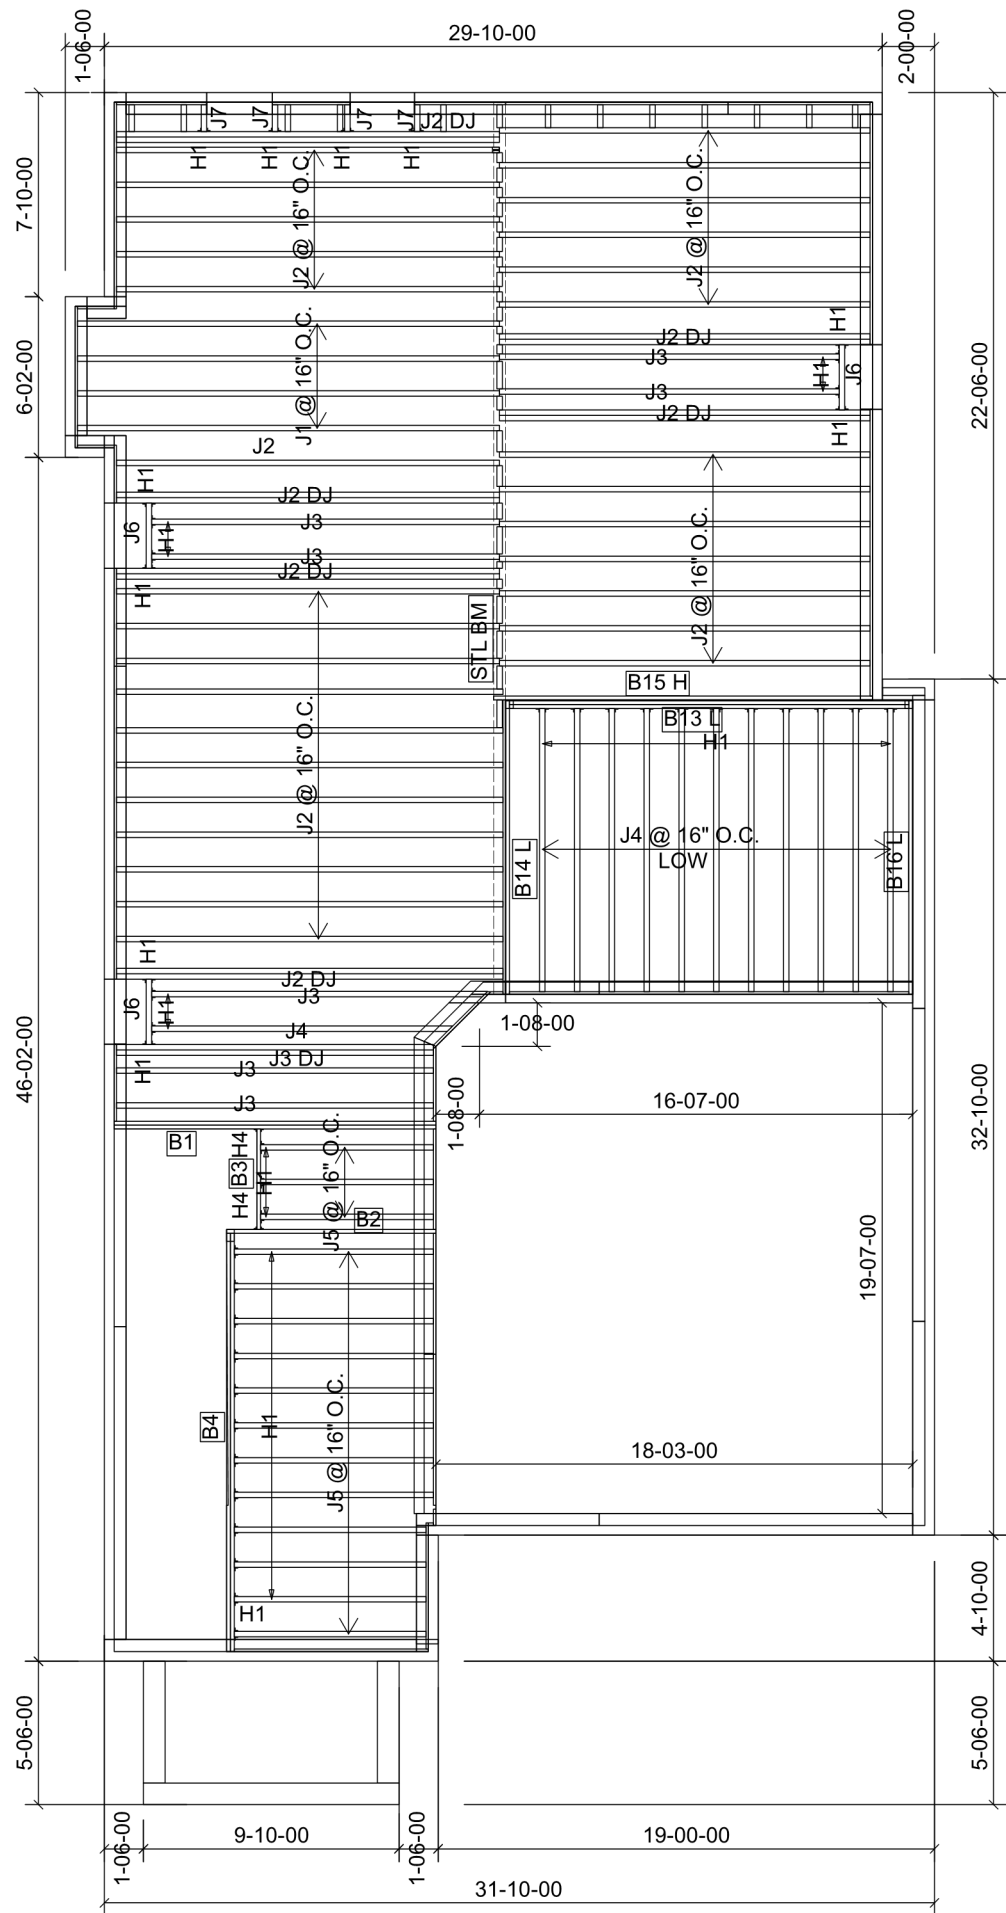 29-10-00
1-06-00
2-00-00
7-10-00
J7
J7
J7
J7
J2 DJ
H1
H1
H1
H1
J2 @ 16" O.C.
J2 @ 16" O.C.
6-02-00
J1 @ 16" O.C.
H1
J2 DJ
J3
H1
J6
J3
J2 DJ
H1
22-06-00
J2
H1
J2 DJ
J6
H1
J3
J3
J2 DJ
H1
J2 @ 16" O.C.
STL BM
B15 H
B13 L
H1
J2 @ 16" O.C.
J4 @ 16" O.C.
LOW
B14 L
B16 L
H1
J2 DJ
J6
H1
J3
J4
1-08-00
46-02-00
H1
J3 DJ
J3
J3
1-08-00
16-07-00
32-10-00
B1
H4
B3
H4
H1
J5 @ 16" O.C.
B2
19-07-00
B4
H1
J5 @ 16" O.C.
18-03-00
H1
4-10-00
5-06-00
5-06-00
1-06-00
9-10-00
1-06-00
19-00-00
31-10-00